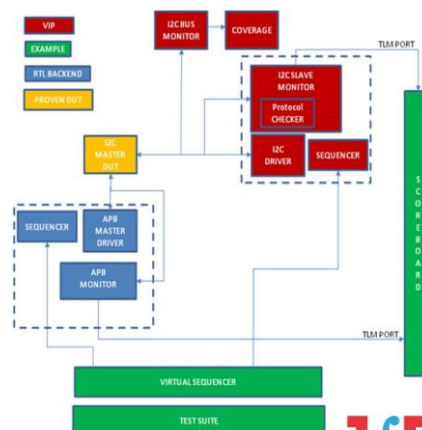 VIP
EXAMPLE
RTL BACKEND
PROVEN DUT
I2C BUS
MONITOR
COVERAGE
I2C SLAVE
MONITOR
Protocol
CHECKER
TLM PORT
I2C
MASTER
DUT
I2C
DRIVER
SEQUENCER
SCOREBOARD
SEQUENCER
APB
MASTER
DRIVER
APB
MONITOR
TLM PORT
VIRTUAL SEQUENCER
TEST SUITE